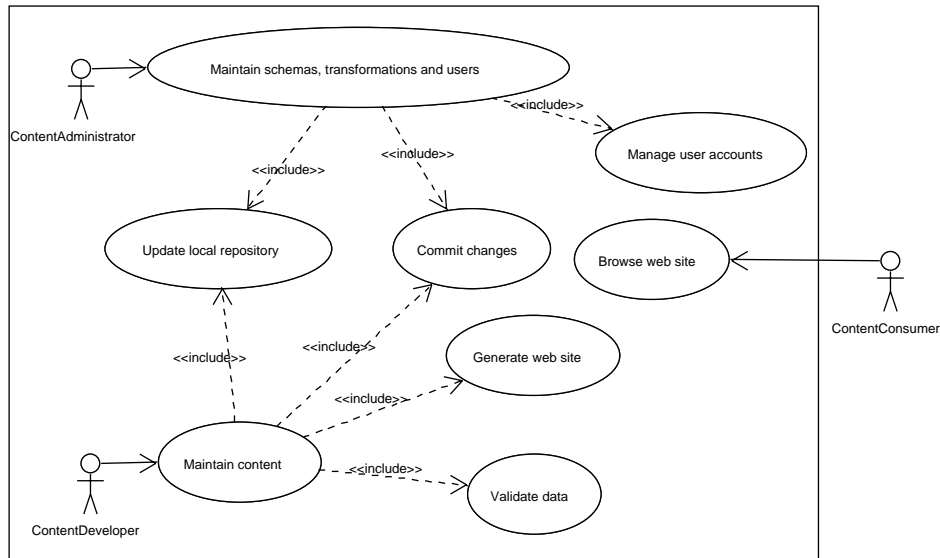 Maintain schemas, transformations and users
ContentAdministrator
<<include>>
Manage user accounts
<<include>>
<<include>>
Update local repository
Commit changes
Browse web site
ContentConsumer
<<include>>
<<include>>
Generate web site
<<include>>
Maintain content
<<include>>
Validate data
ContentDeveloper